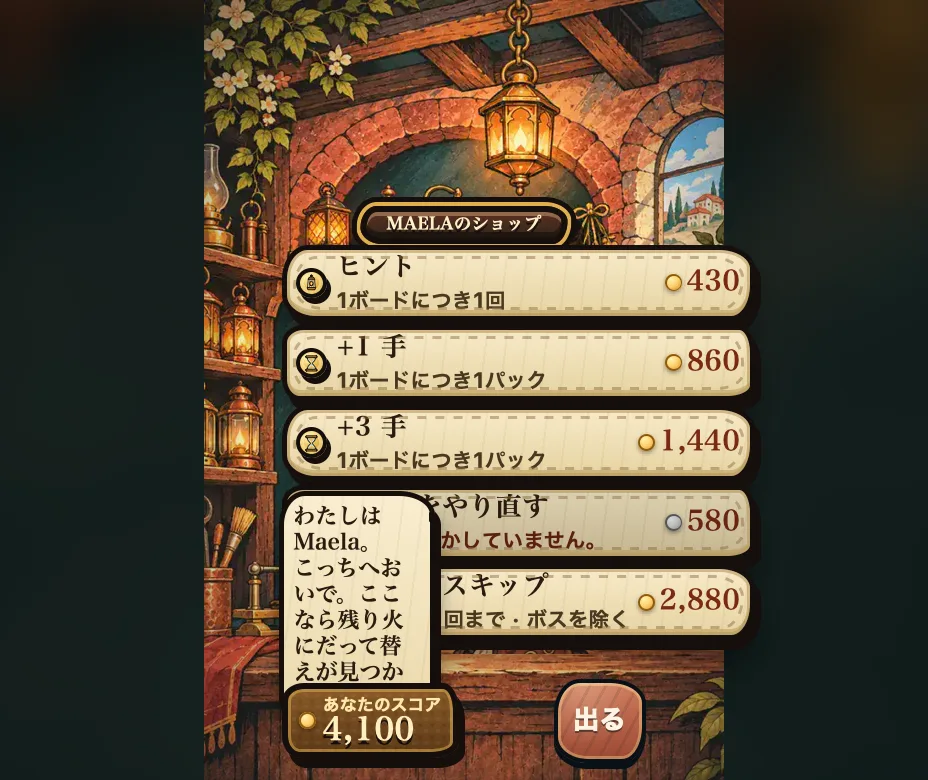 MAELAのショップ
ヒント
1ボードにつき1回
430
+1 手
1ボードにつき1パック
860
+3 手
1ボードにつき1パック
1,440
をやり直す
かしていません。
580
スキップ
回まで · ボスを除く
2,880
わたしは
Maela。
こっちへお
いで。ここ
なら残り火
にだって替
えが見つか
あなたのスコア
4,100
出る